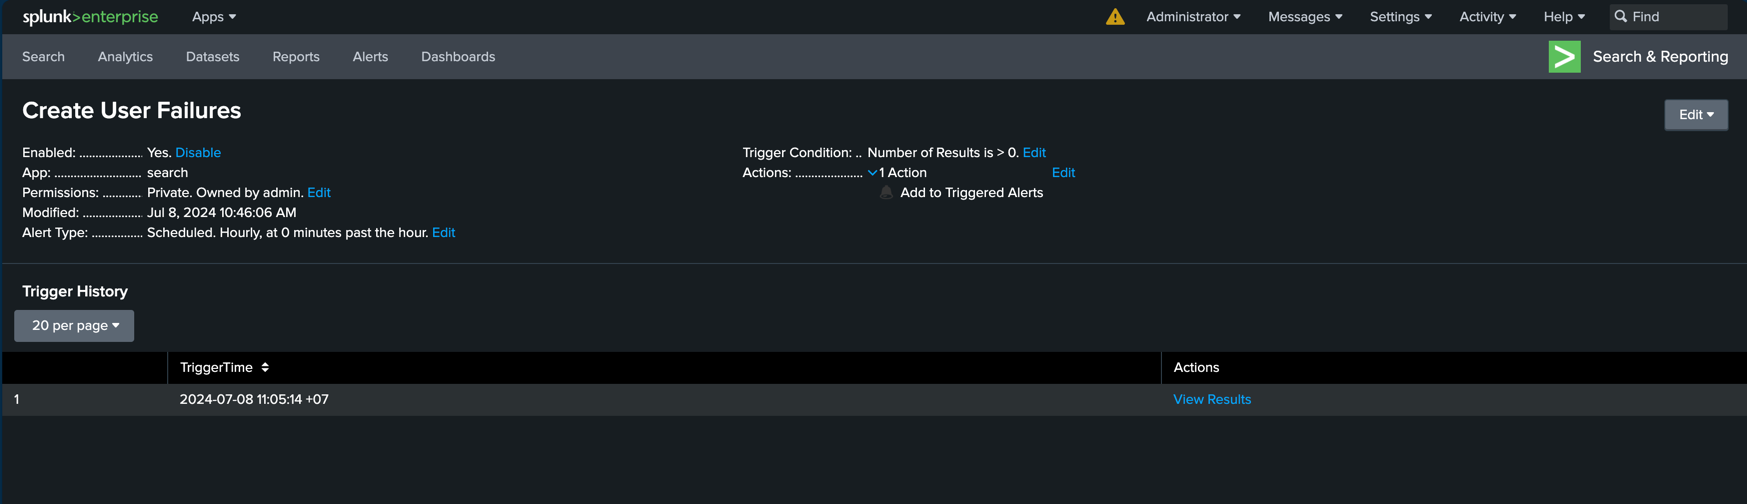 splunk>enterprise Apps Administrator Messages Settings Activity Help Find
Search Analytics Datasets Reports Alerts Dashboards > Search & Reporting
Create User Failures
Edit
Enabled: ................... Yes. Disable
App: ........................... search
Permissions: ............ Private. Owned by admin. Edit
Modified: ................... Jul 8, 2024 10:46:06 AM
Alert Type: ................ Scheduled. Hourly, at 0 minutes past the hour. Edit
Trigger Condition: .. Number of Results is > 0. Edit
Actions: ..................... 1 Action Edit
Add to Triggered Alerts
Trigger History
20 per page
TriggerTime Actions
1 2024-07-08 11:05:14 +07 View Results